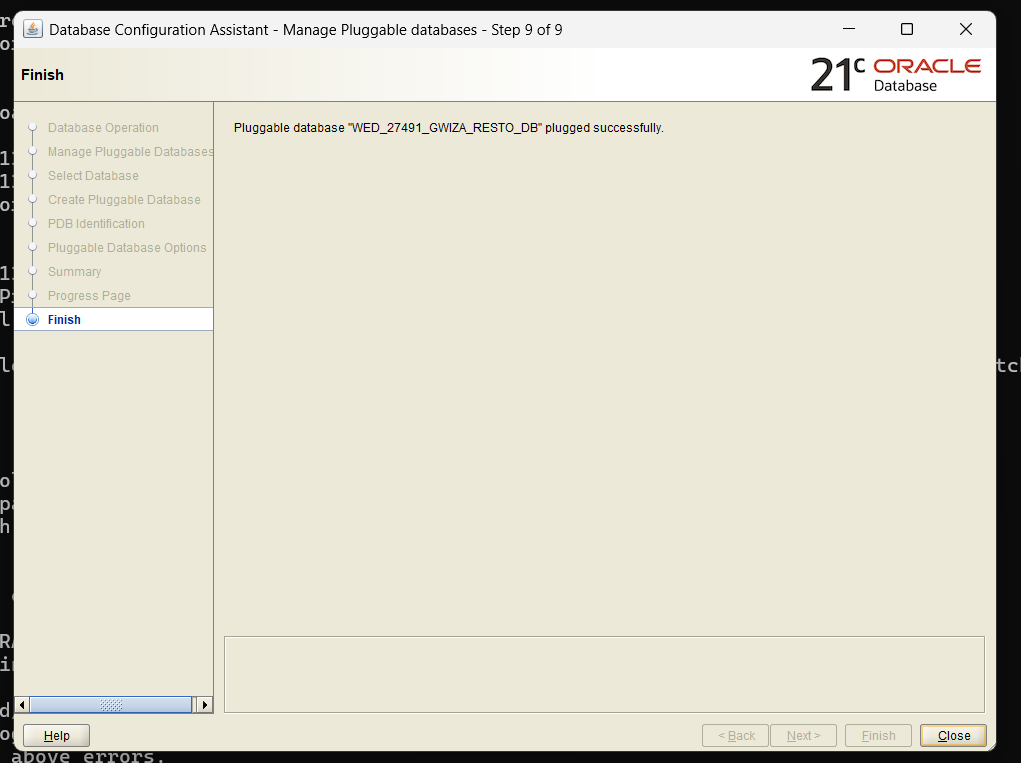 Database Configuration Assistant - Manage Pluggable databases - Step 9 of 9
Finish
21c ORACLE
Database
Database Operation
Manage Pluggable Databases
Select Database
Create Pluggable Database
PDB Identification
Pluggable Database Options
Summary
Progress Page
Finish
Pluggable database "WED_27491_GWIZA_RESTO_DB" plugged successfully.
Help
< Back
Next >
Finish
Close
above errors.